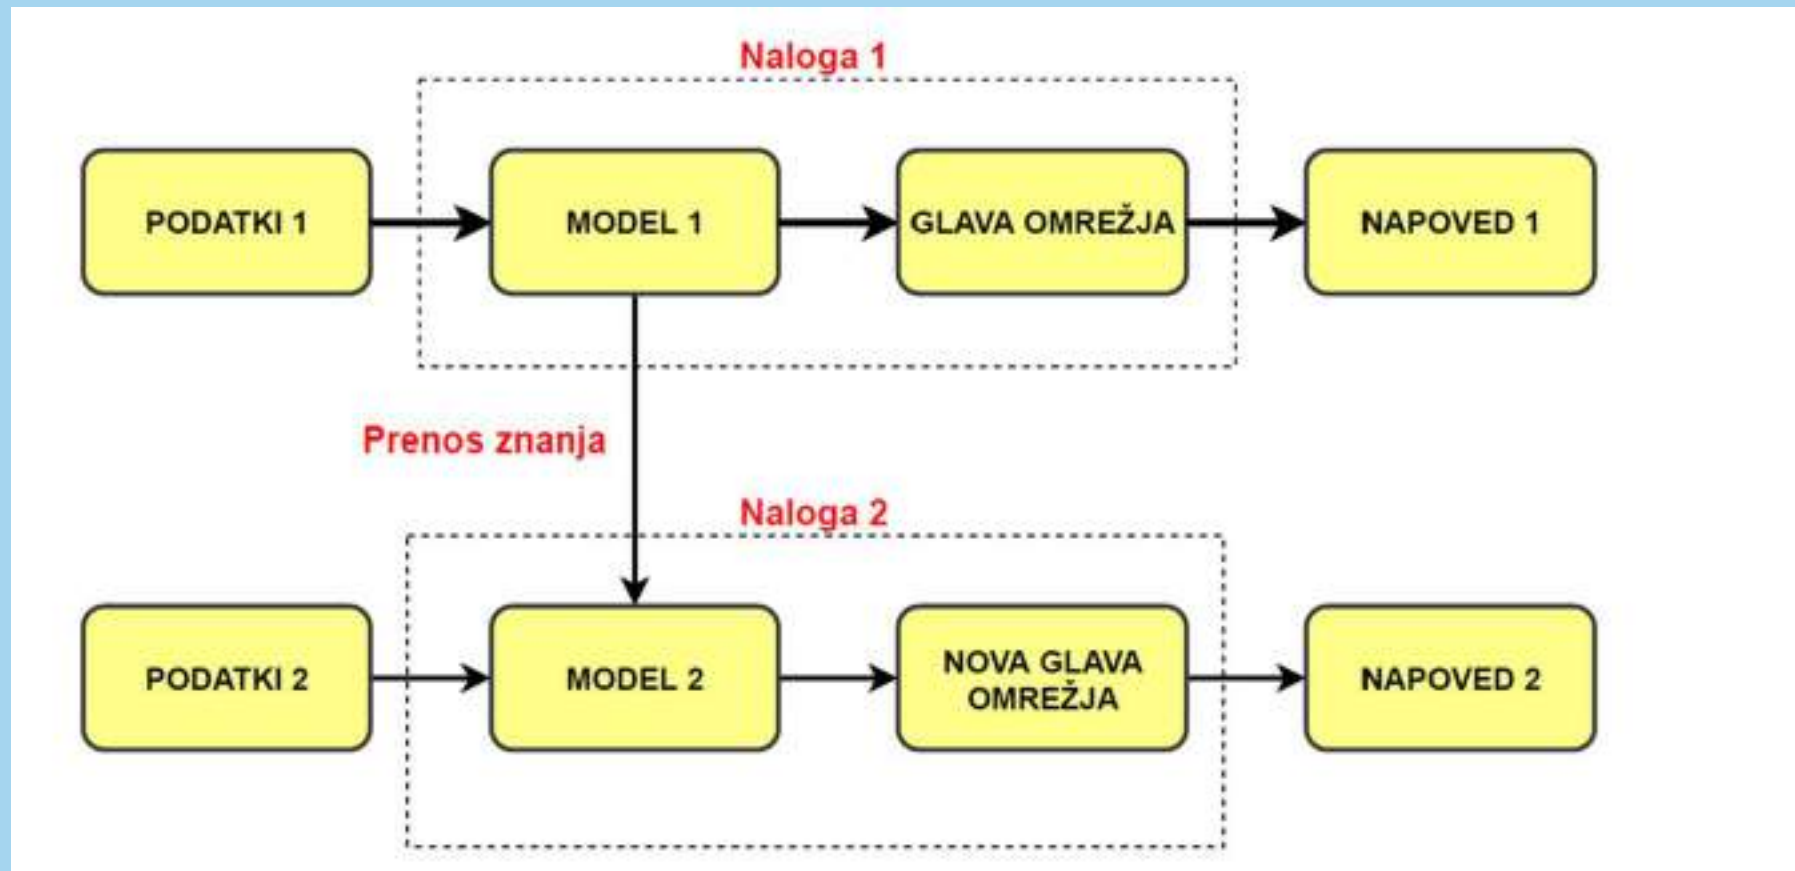 Naloga 1
PODATKI 1
MODEL 1
GLAVA OMREŽJA
NAPOVED 1
Prenos znanja
Naloga 2
PODATKI 2
MODEL 2
NOVA GLAVA
OMREŽJA
NAPOVED 2